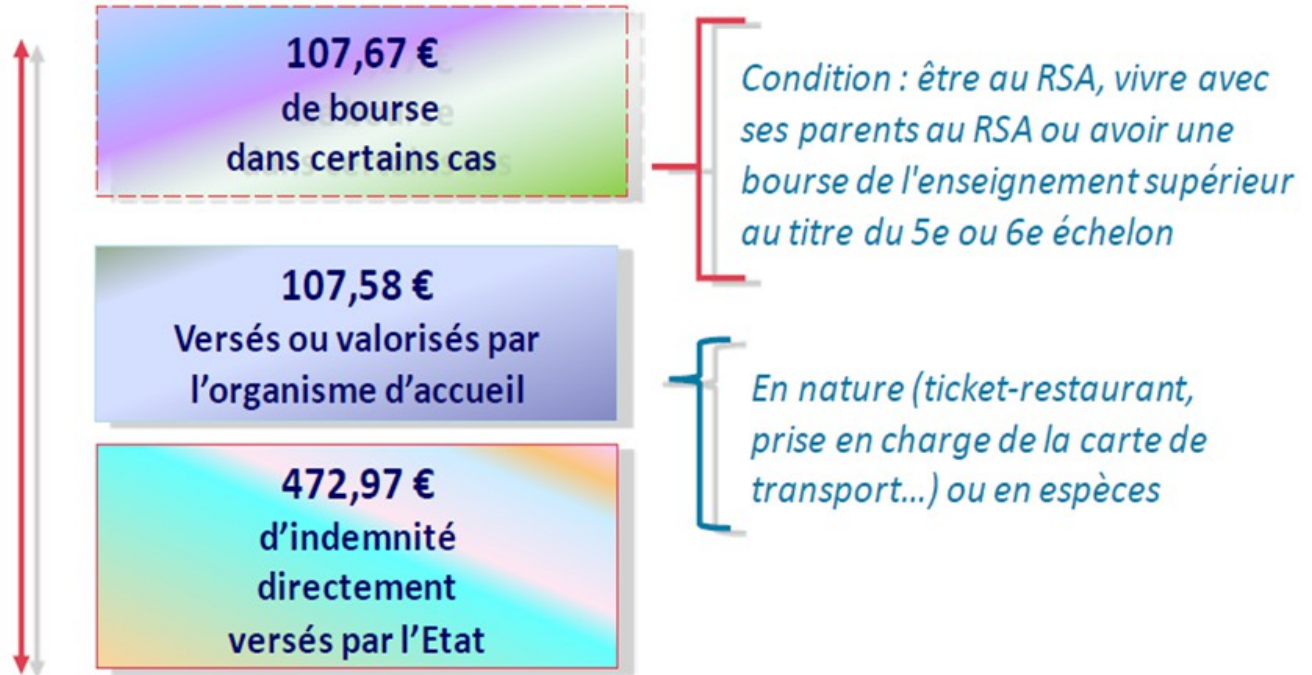 107,67 €
de bourse
dans certains cas
Condition : être au RSA, vivre avec
ses parents au RSA ou avoir une
bourse de l'enseignement supérieur
au titre du 5e ou 6e échelon
107,58 €
Versés ou valorisés par
l’organisme d’accueil
En nature (ticket-restaurant,
prise en charge de la carte de
transport...) ou en espèces
472,97 €
d’indemnité
directement
versés par l’Etat